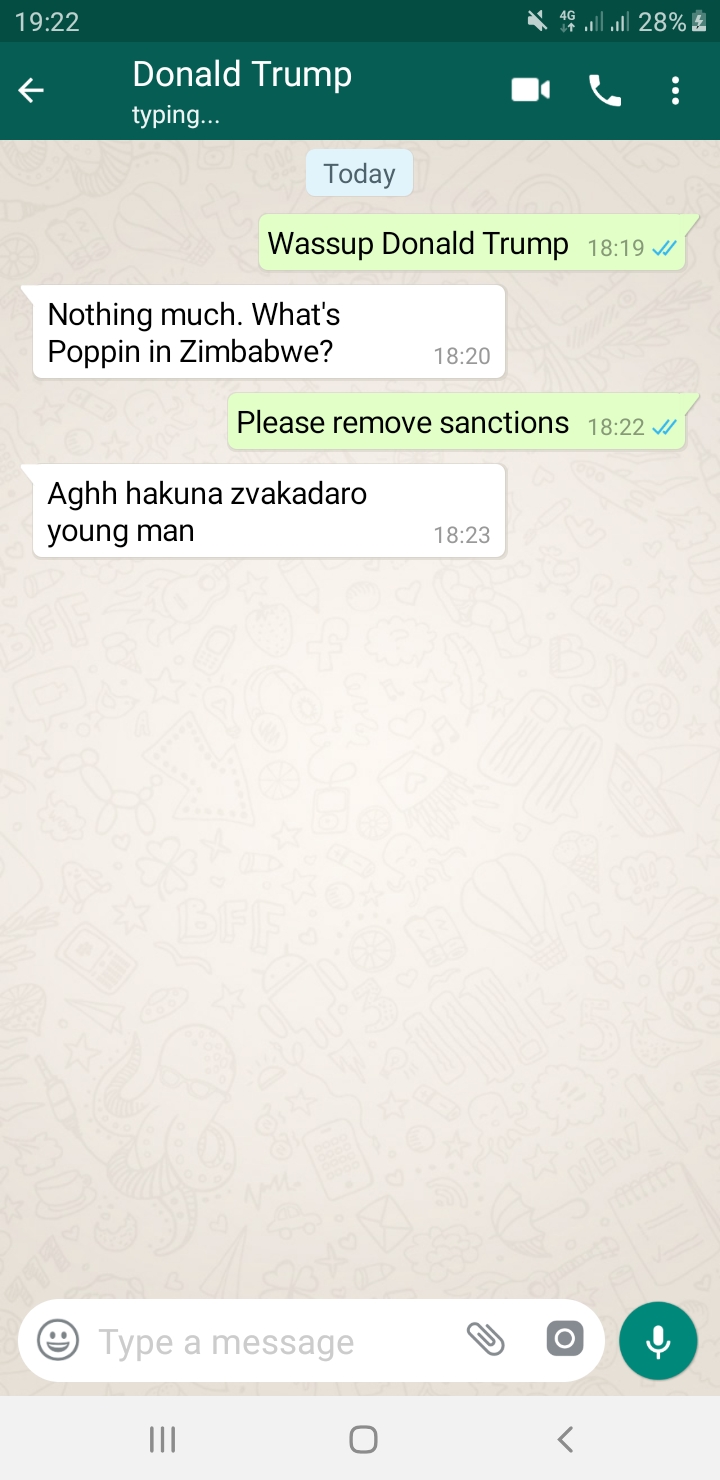 19:22 4G 28%
Donald Trump
typing...
Today
Wassup Donald Trump 18:19
Nothing much. What's
Poppin in Zimbabwe? 18:20
Please remove sanctions 18:22
Aghh hakuna zvakadaro
young man 18:23
Type a message